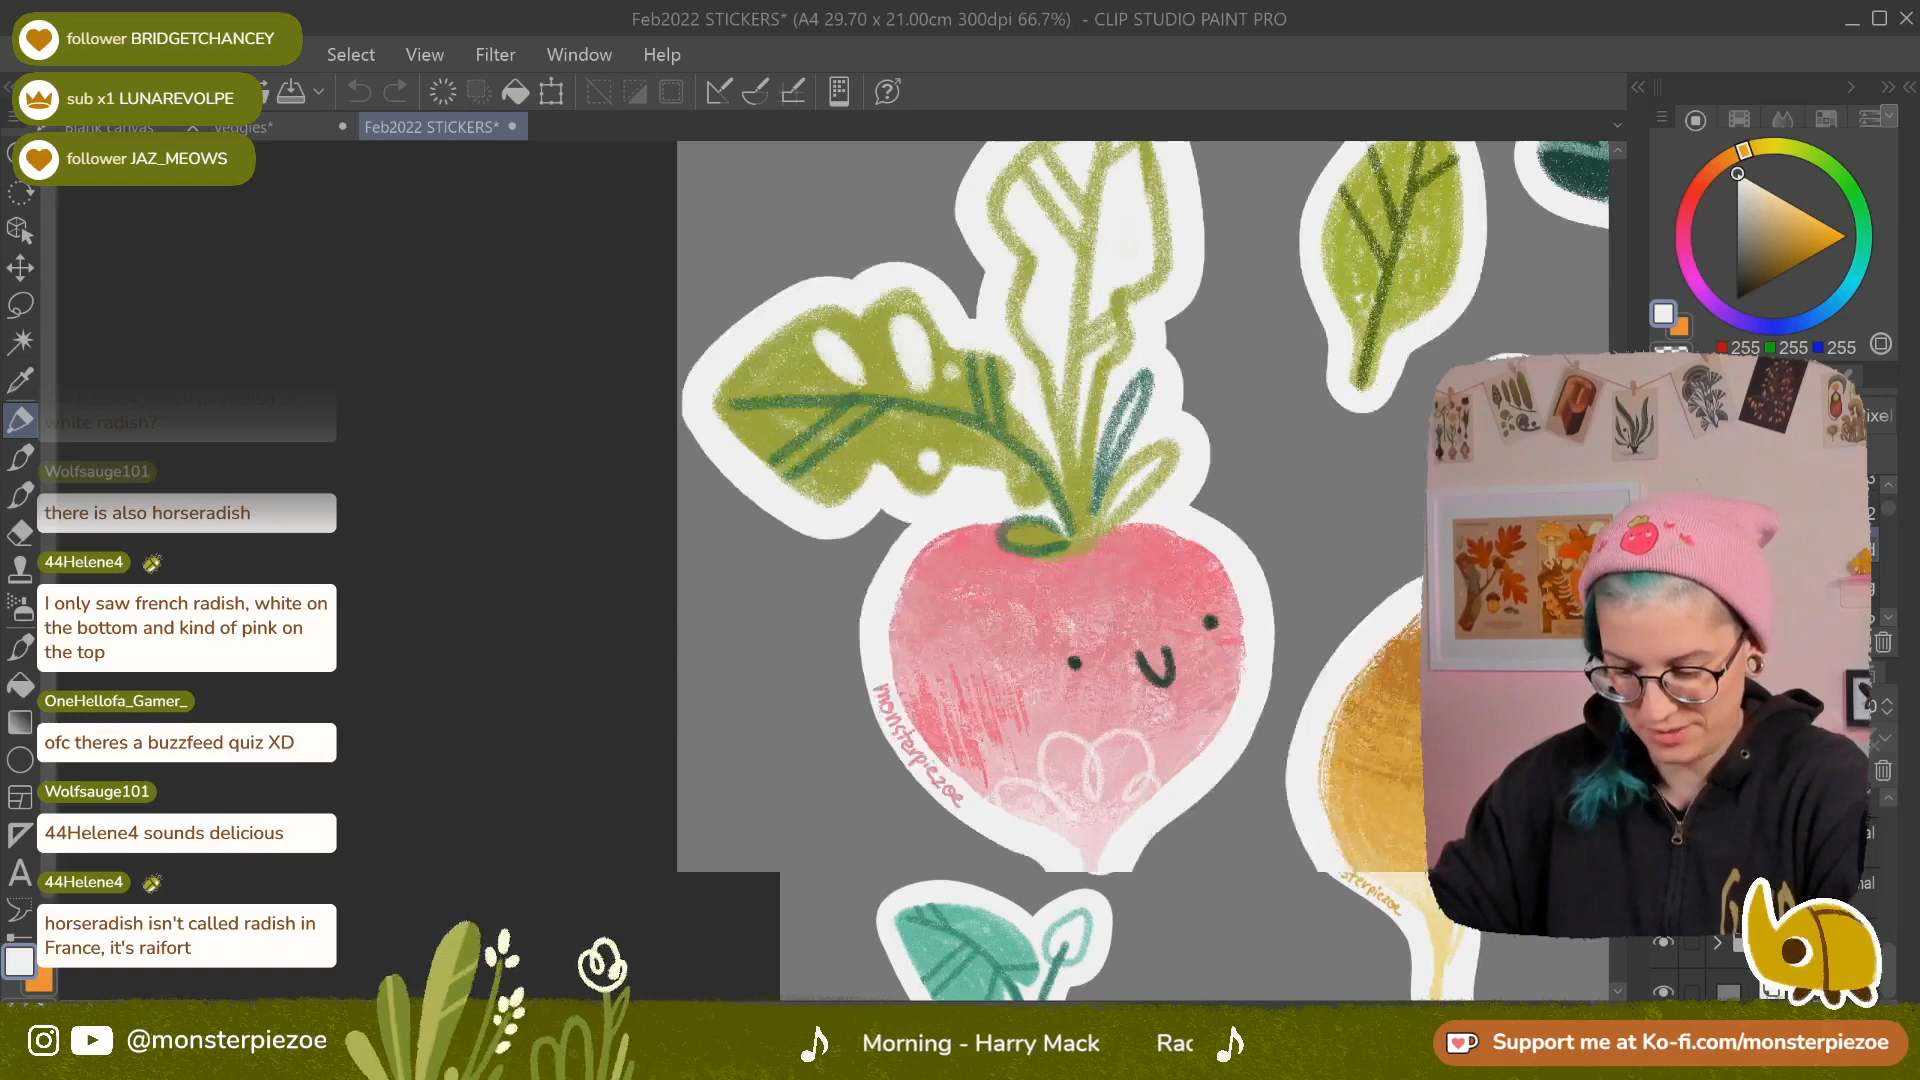 Feb2022 STICKERS* (A4 29.70 x 21.00cm 300dpi 66.7%) - CLIP STUDIO PAINT PRO
follower BRIDGETCHANCEY
Select View Filter Window Help
sub x1 LUNAREVOLPE
Blank canvas Veggies* Feb2022 STICKERS*
follower JAZ_MEOWS
255 255 255
white radish?
Wolfsauge101
there is also horseradish
44Helene4
I only saw french radish, white on
the bottom and kind of pink on
the top
OneHellofa_Gamer_
ofc theres a buzzfeed quiz XD
Wolfsauge101
44Helene4 sounds delicious
44Helene4
horseradish isn't called radish in
France, it's raifort
monsterpiezoe
sterpiezoe
@monsterpiezoe
Morning - Harry Mack
Support me at Ko-fi.com/monsterpiezoe